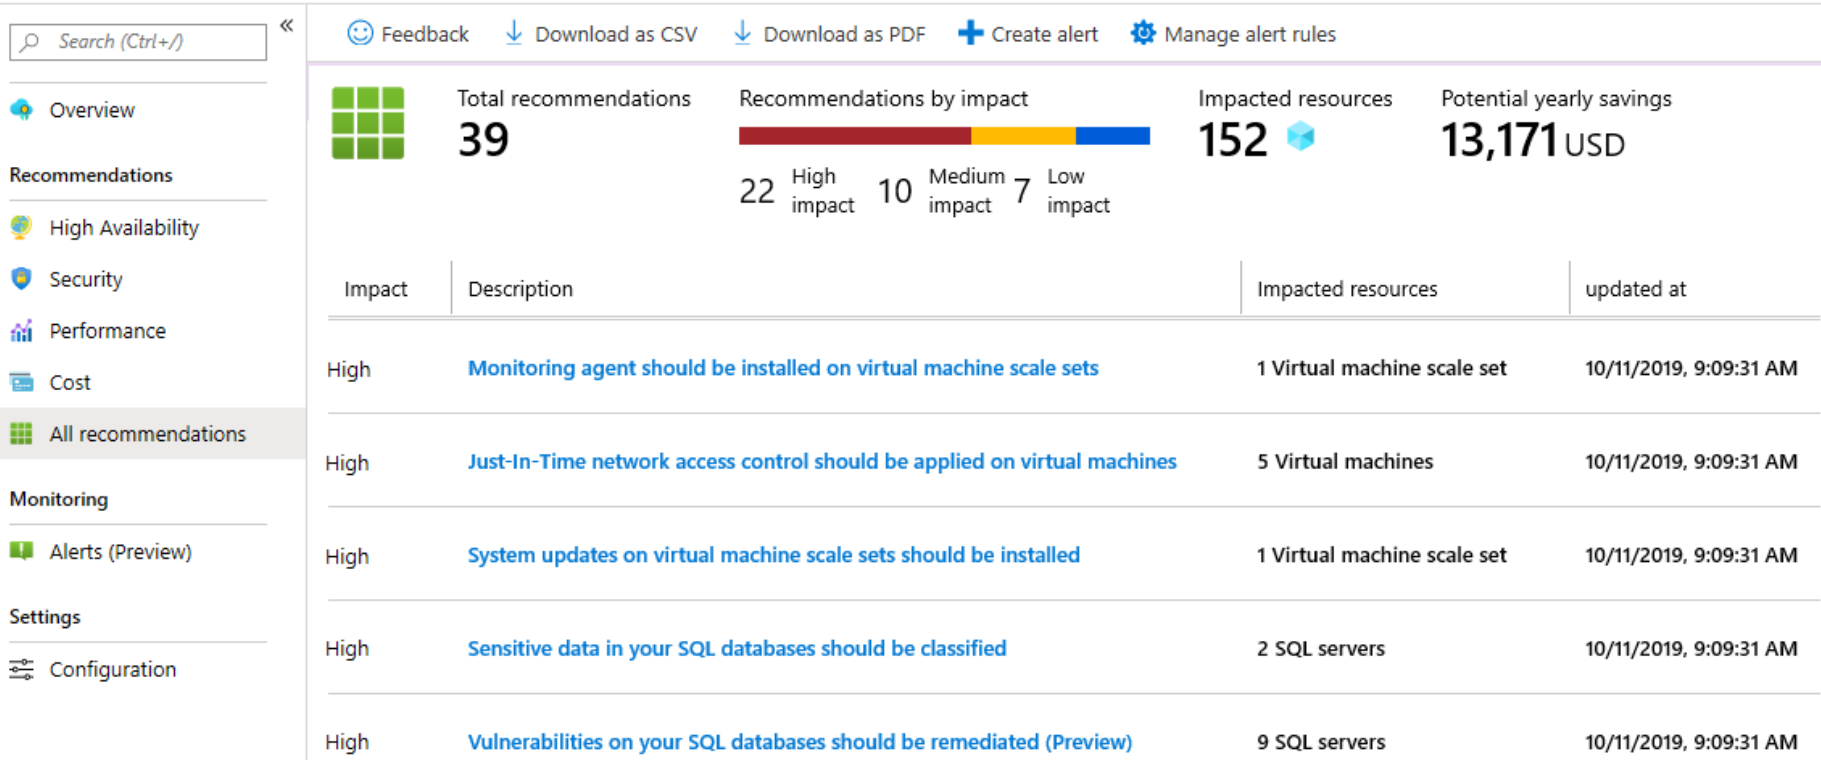 Search (Ctrl+/)
«
Overview
Recommendations
High Availability
Security
Performance
Cost
All recommendations
Monitoring
Alerts (Preview)
Settings
Configuration
Feedback Download as CSV Download as PDF Create alert Manage alert rules
Total recommendations
39
Recommendations by impact
22 High impact 10 Medium impact 7 Low impact
Impacted resources
152
Potential yearly savings
13,171 USD
Impact Description Impacted resources updated at
High Monitoring agent should be installed on virtual machine scale sets 1 Virtual machine scale set 10/11/2019, 9:09:31 AM
High Just-In-Time network access control should be applied on virtual machines 5 Virtual machines 10/11/2019, 9:09:31 AM
High System updates on virtual machine scale sets should be installed 1 Virtual machine scale set 10/11/2019, 9:09:31 AM
High Sensitive data in your SQL databases should be classified 2 SQL servers 10/11/2019, 9:09:31 AM
High Vulnerabilities on your SQL databases should be remediated (Preview) 9 SQL servers 10/11/2019, 9:09:31 AM